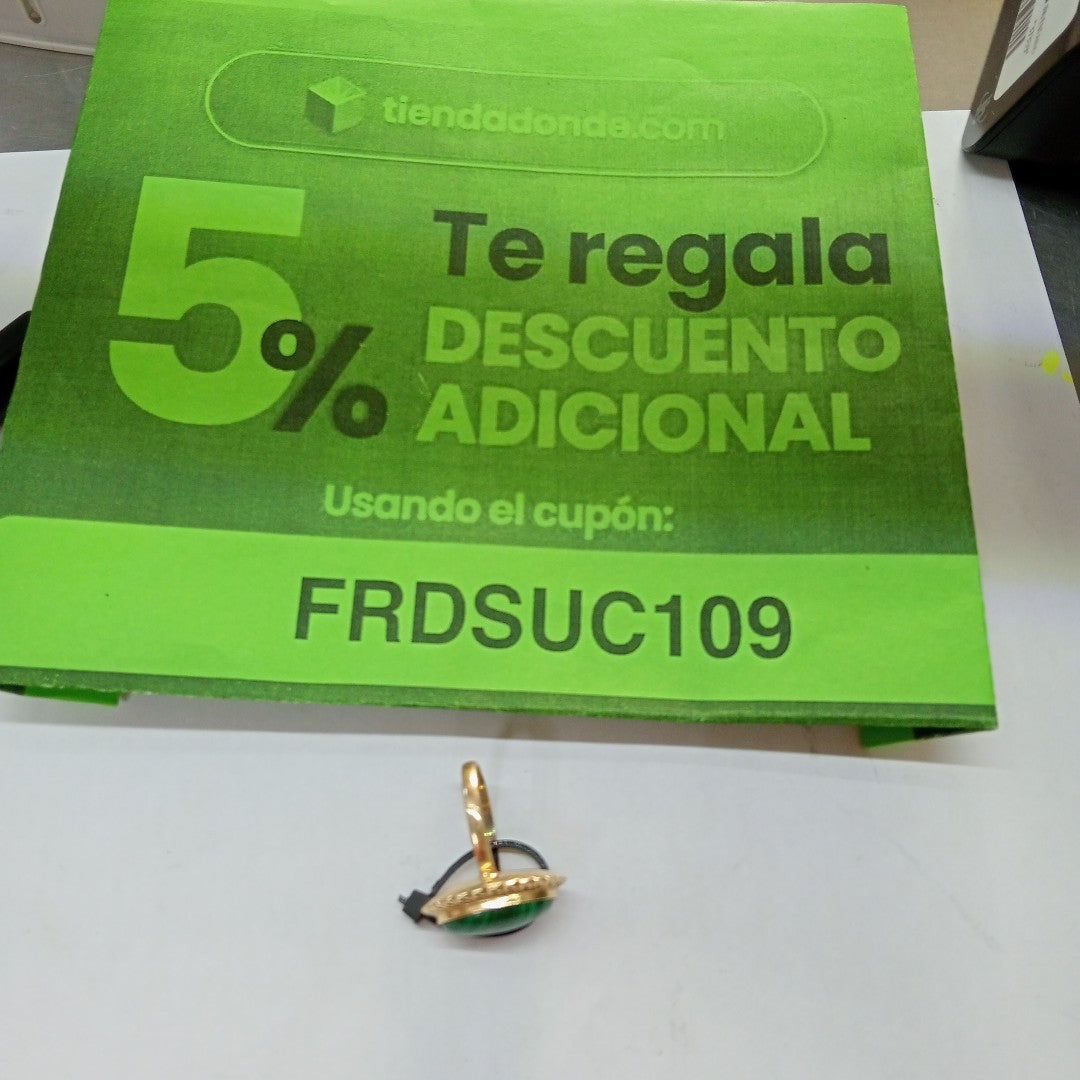 tiendadonde.com
5%
Te regala
DESCUENTO
ADICIONAL
Usando el cupón:
FRDSUC109